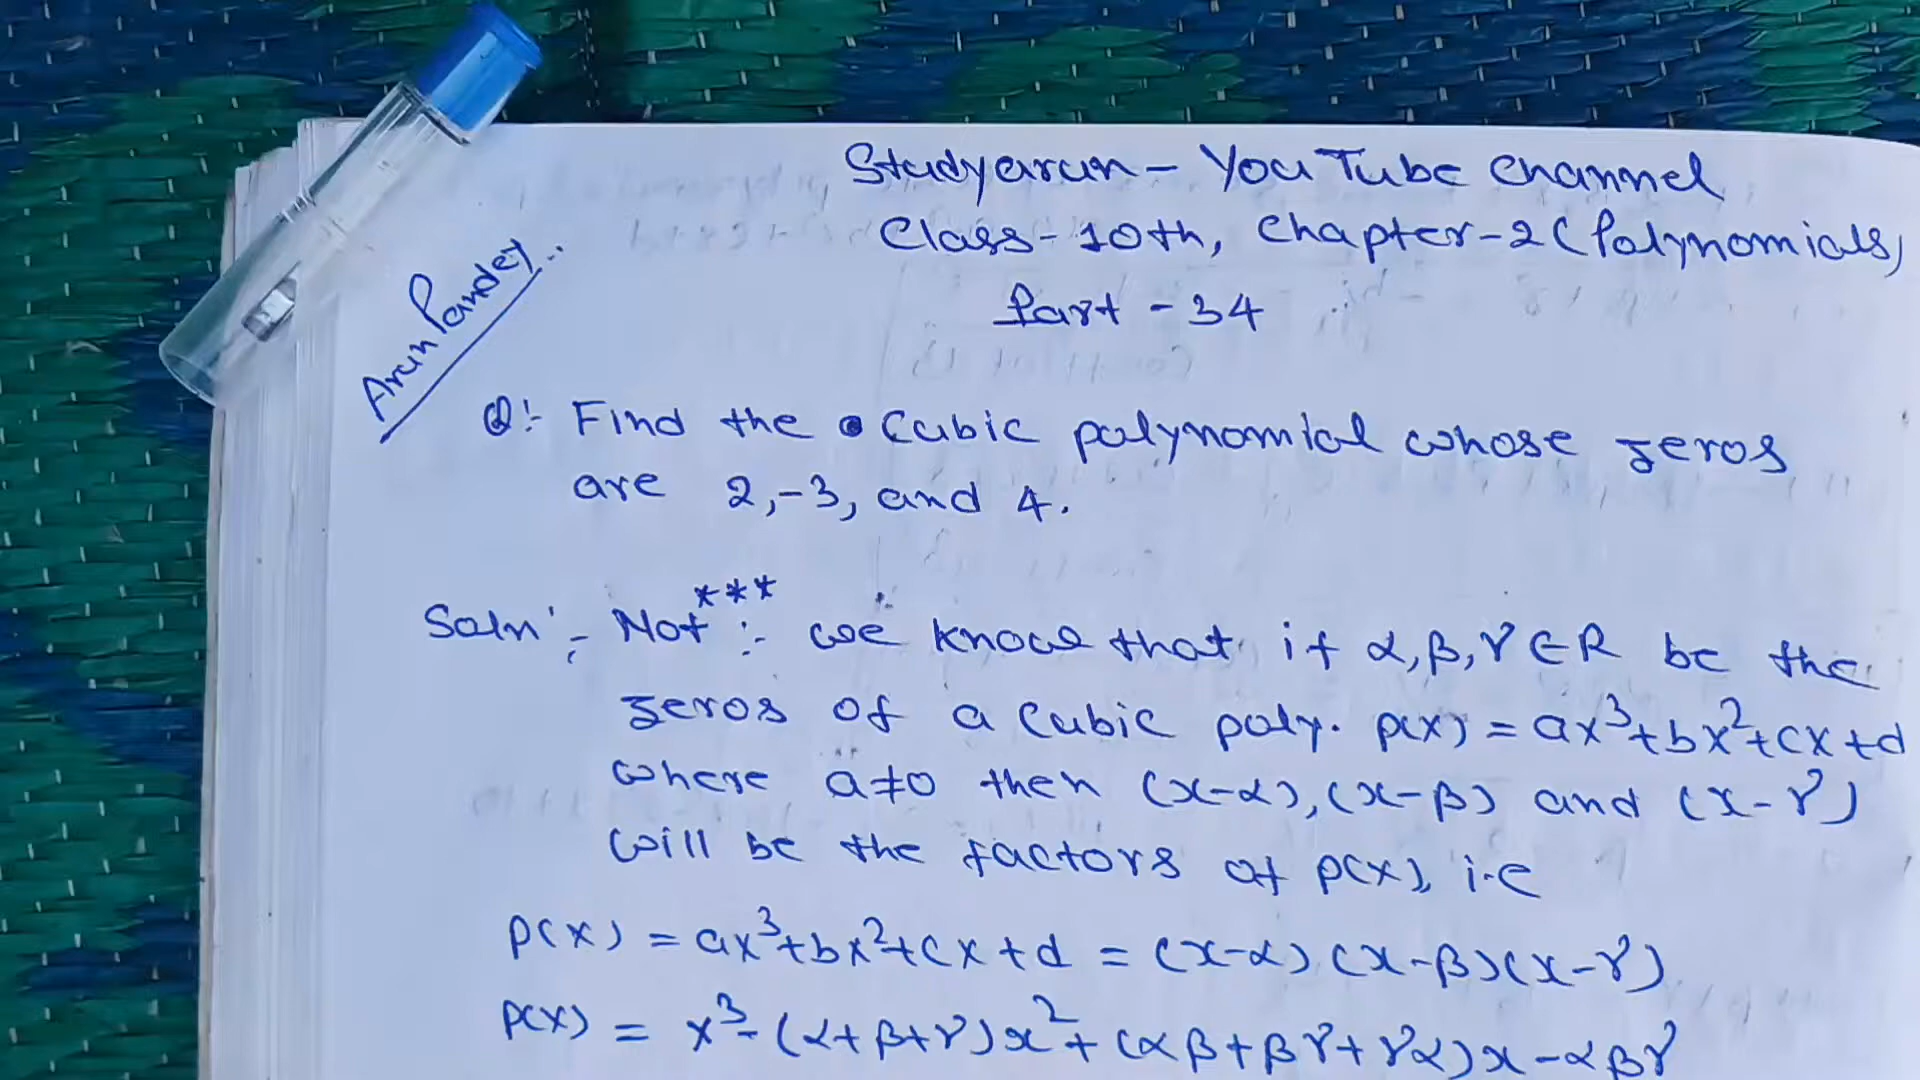 Studyarun - YouTube Channel
Class- 10th, Chapter-2 (Polynomials)
Part - 34
Arun Pandey..
Q:- Find the cubic polynomial whose zeros
are 2,-3, and 4.
Soln:- Not*** :- we know that if α, β, γ ∈ R be the
zeros of a cubic poly. p(x) = ax³+bx²+cx+d
where a≠0 then (x-α), (x-β) and (x-γ)
will be the factors of p(x), i.e
p(x) = ax³+bx²+cx+d = (x-α)(x-β)(x-γ)
p(x) = x³-(α+β+γ)x²+(αβ+βγ+γα)x-αβγ